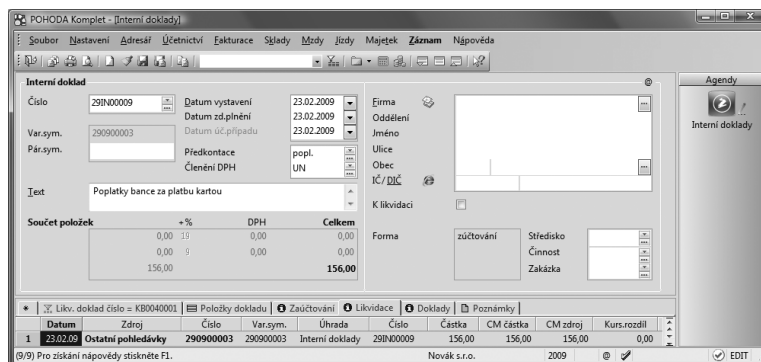 POHODA Komplet - [Interní doklady]
Soubor Nastavení Adresář Účetnictví Fakturace Sklady Mzdy Jízdy Majetek Záznam Nápověda
Interní doklad @
Číslo 29IN00009
Var.sym. 290900003
Pár.sym.
Datum vystavení 23.02.2009
Datum zd.plnění 23.02.2009
Datum úč.případu 23.02.2009
Předkontace popl.
Členění DPH UN
Text Poplatky bance za platbu kartou
Firma
Oddělení
Jméno
Ulice
Obec
IČ/DIČ
K likvidaci
Součet položek +% DPH Celkem
0,00 19 0,00 0,00
0,00 9 0,00 0,00
156,00 156,00
Forma zúčtování
Středisko
Činnost
Zakázka
Agendy
Interní doklady
* Likv. doklad číslo = KB0040001 Položky dokladu Zaúčtování Likvidace Doklady Poznámky
Datum Zdroj Číslo Var.sym. Úhrada Číslo Částka CM částka CM zdroj Kurs.rozdíl
1 23.02.09 Ostatní pohledávky 290900003 290900003 Interní doklady 29IN00009 156,00 156,00 156,00 0,00
(9/9) Pro získání nápovědy stiskněte F1. Novák s.r.o. 2009 @ EDIT